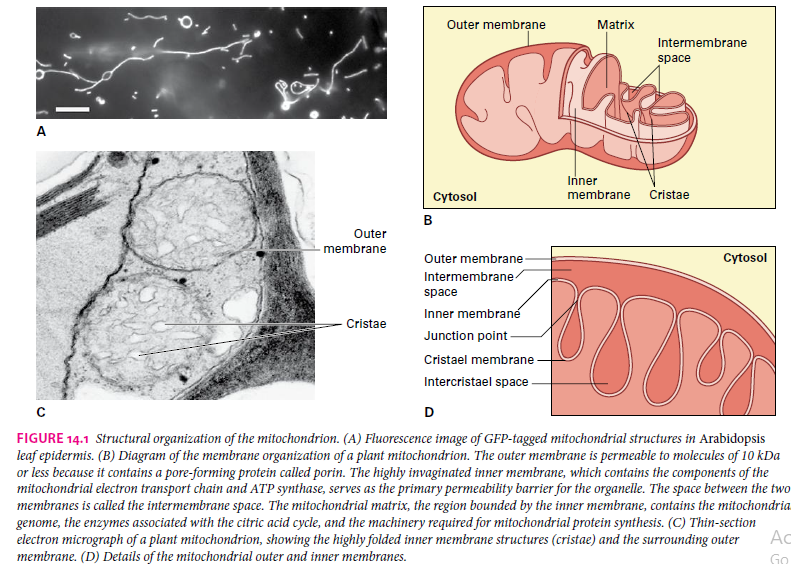 A
Outer membrane
Matrix
Intermembrane
space
Inner
membrane
Cristae
Cytosol
B
Outer
membrane
Cristae
C
Outer membrane
Intermembrane
space
Inner membrane
Junction point
Cristael membrane
Intercristael space
Cytosol
D
FIGURE 14.1 Structural organization of the mitochondrion. (A) Fluorescence image of GFP-tagged mitochondrial structures in Arabidopsis
leaf epidermis. (B) Diagram of the membrane organization of a plant mitochondrion. The outer membrane is permeable to molecules of 10 kDa
or less because it contains a pore-forming protein called porin. The highly invaginated inner membrane, which contains the components of the
mitochondrial electron transport chain and ATP synthase, serves as the primary permeability barrier for the organelle. The space between the two
membranes is called the intermembrane space. The mitochondrial matrix, the region bounded by the inner membrane, contains the mitochondria
genome, the enzymes associated with the citric acid cycle, and the machinery required for mitochondrial protein synthesis. (C) Thin-section
electron micrograph of a plant mitochondrion, showing the highly folded inner membrane structures (cristae) and the surrounding outer
membrane. (D) Details of the mitochondrial outer and inner membranes.
Ac
Go